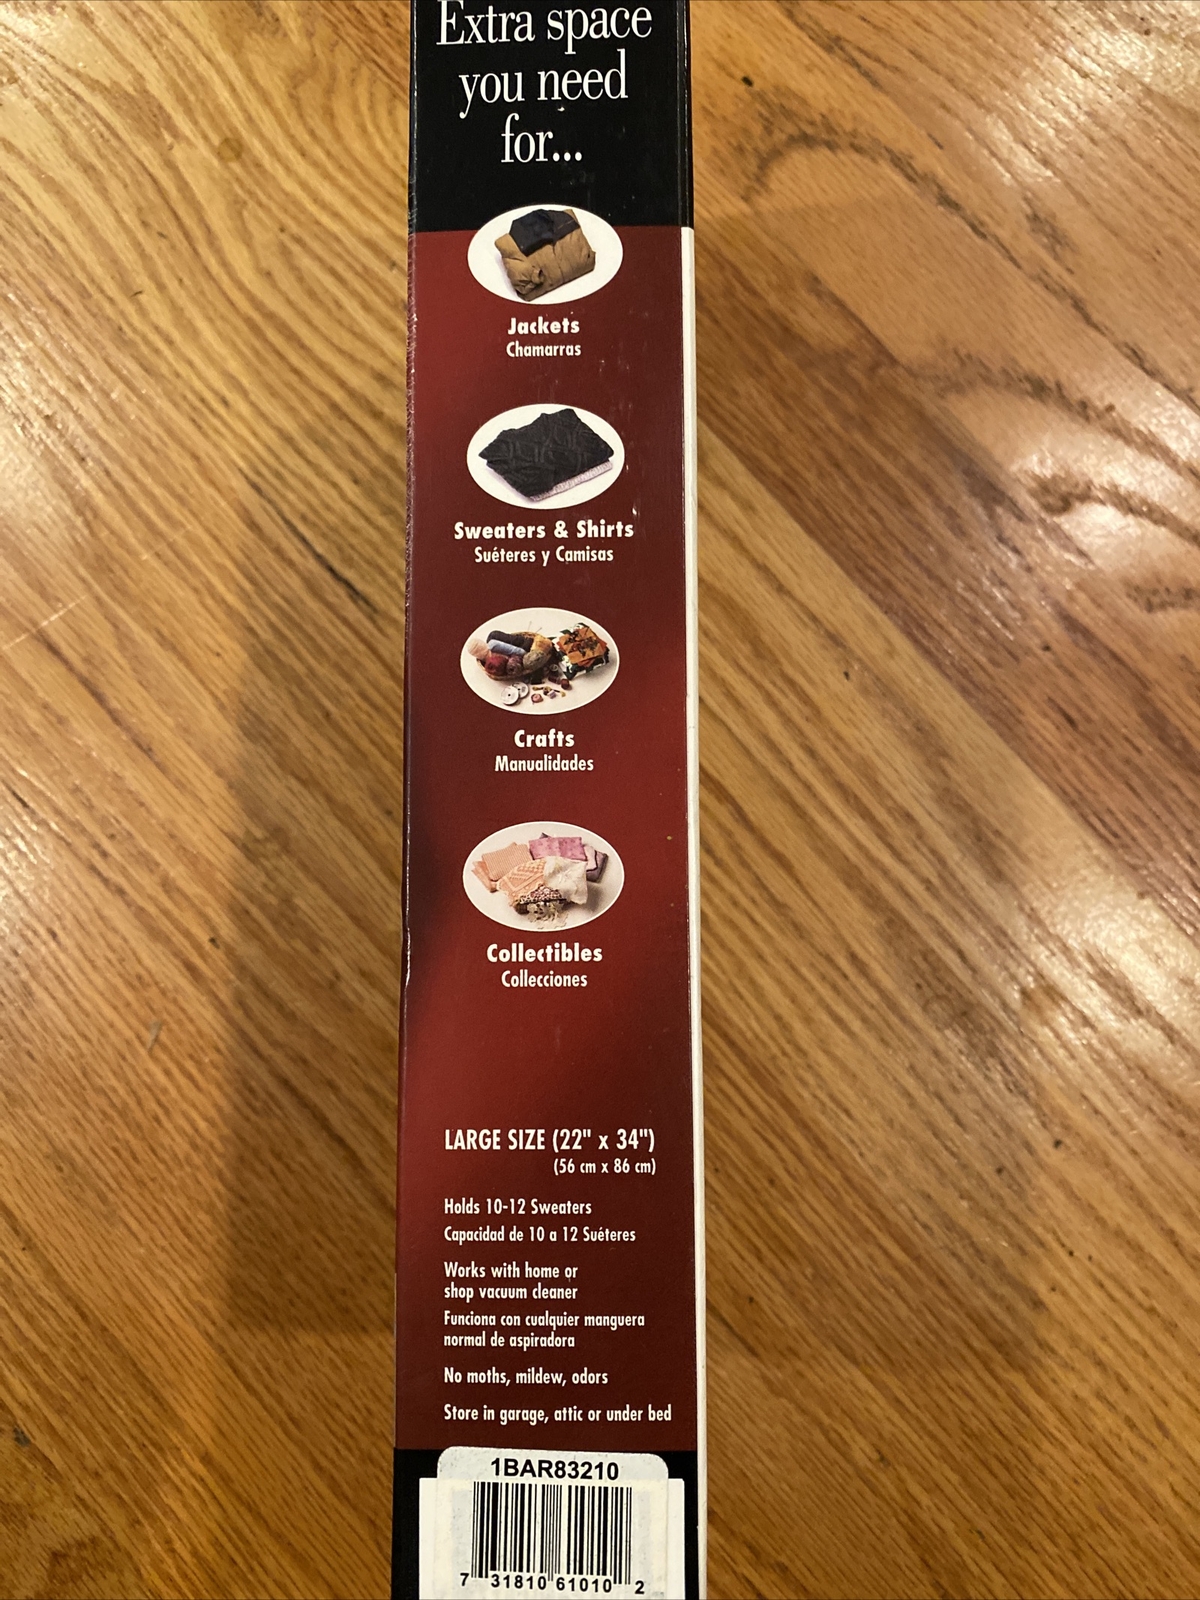 Extra space
you need
for...
Jackets
Chamarras
Sweaters & Shirts
Suéteres y Camisas
Crafts
Manualidades
Collectibles
Collecciones
LARGE SIZE (22" x 34")
(56 cm x 86 cm)
Holds 10-12 Sweaters
Capacidad de 10 a 12 Suéteres
Works with home or
shop vacuum cleaner
Funciona con cualquier manguera
normal de aspiradora
No moths, mildew, odors
Store in garage, attic or under bed
1BAR83210
7 31810 61010 2